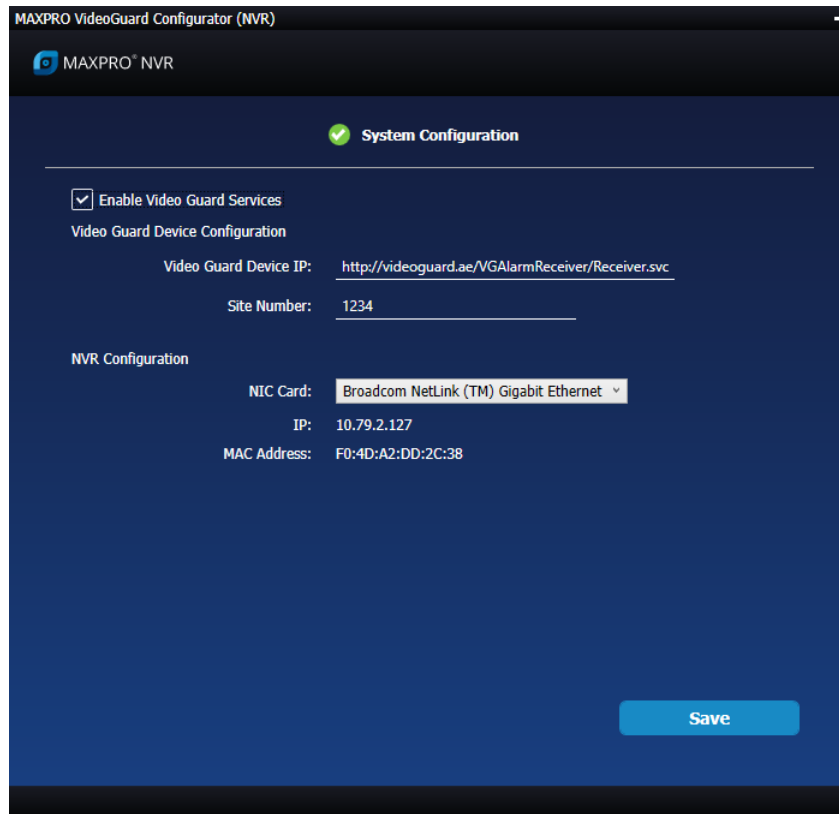 MAXPRO VideoGuard Configurator (NVR)
MAXPRO® NVR
System Configuration
Enable Video Guard Services
Video Guard Device Configuration
Video Guard Device IP: http://videoguard.ae/VGAlarmReceiver/Receiver.svc
Site Number: 1234
NVR Configuration
NIC Card: Broadcom NetLink (TM) Gigabit Ethernet
IP: 10.79.2.127
MAC Address: F0:4D:A2:DD:2C:38
Save